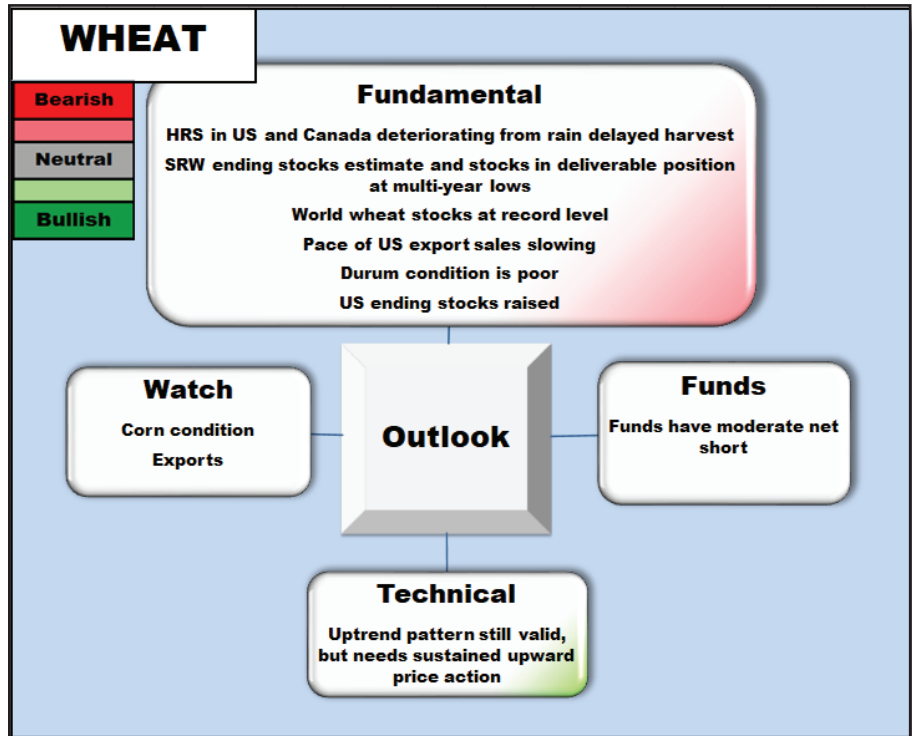 WHEAT
Bearish
Neutral
Bullish
Fundamental
HRS in US and Canada deteriorating from rain delayed harvest
SRW ending stocks estimate and stocks in deliverable position
at multi-year lows
World wheat stocks at record level
Pace of US export sales slowing
Durum condition is poor
US ending stocks raised
Watch
Corn condition
Exports
Outlook
Funds
Funds have moderate net
short
Technical
Uptrend pattern still valid,
but needs sustained upward
price action